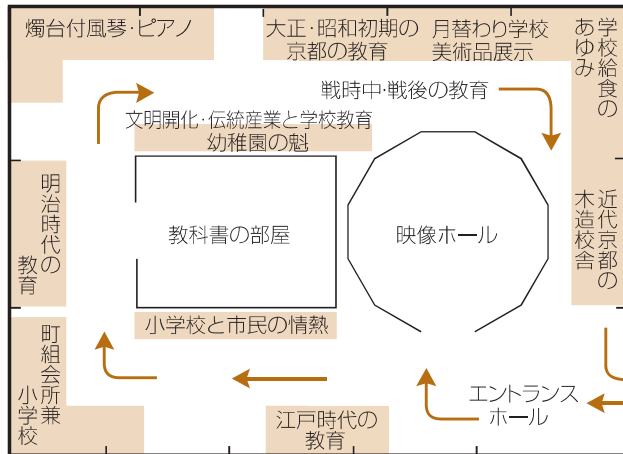 燭台付風琴・ピアノ
大正・昭和初期の
京都の教育
月替わり学校
美術品展示
学校給食の
あゆみ
戦時中・戦後の教育
文明開化・伝統産業と学校教育
幼稚園の魁
明治時代の
教育
教科書の部屋
映像ホール
近代京都の
木造校舎
小学校と市民の情熱
町組会所兼
小学校
江戸時代の
教育
エントランス
ホール